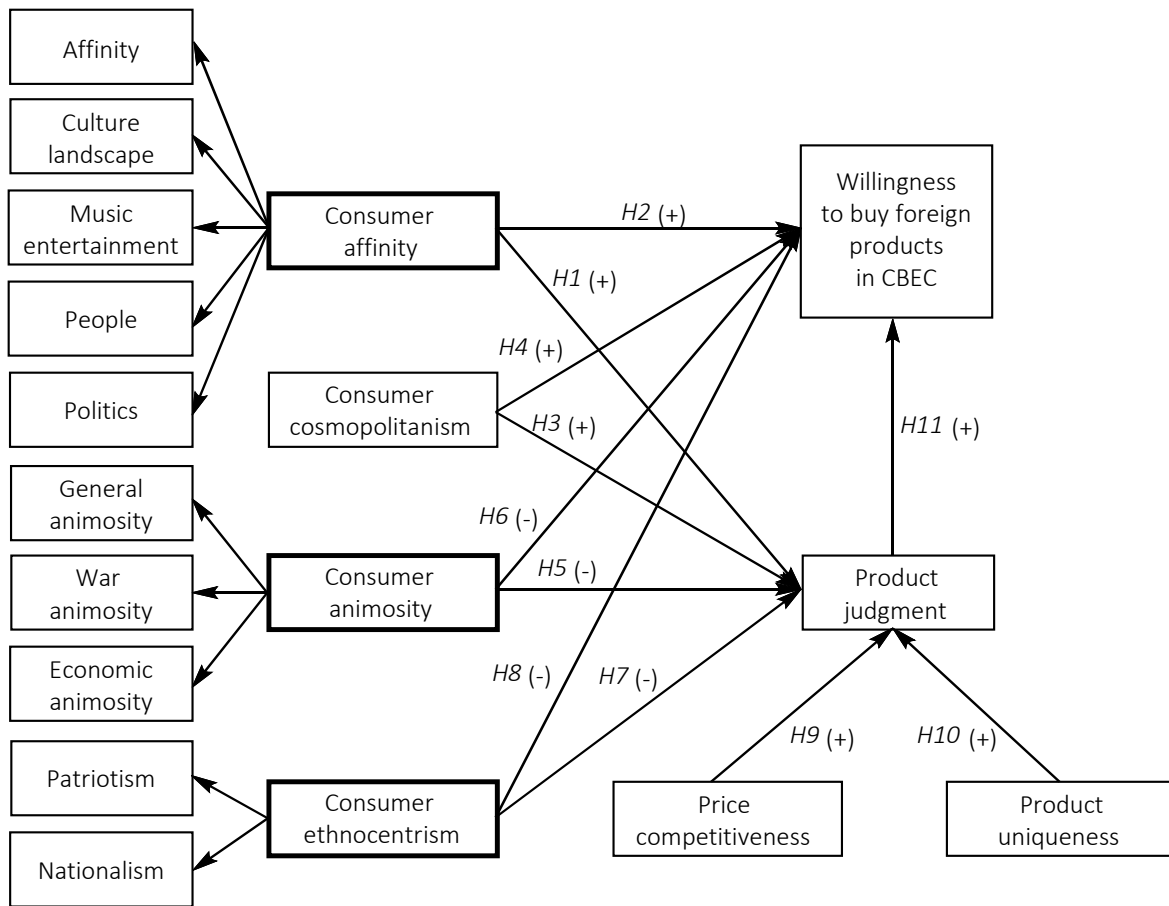 Affinity
Culture
landscape
Music
entertainment
People
Politics
General
animosity
War
animosity
Economic
animosity
Patriotism
Nationalism
Consumer
affinity
Consumer
cosmopolitanism
Consumer
animosity
Consumer
ethnocentrism
H2 (+)
H1 (+)
H4 (+)
H3 (+)
H6 (-)
H5 (-)
H8 (-)
H7 (-)
Willingness
to buy foreign
products
in CBEC
H11 (+)
Product
judgment
H9 (+)
H10 (+)
Price
competitiveness
Product
uniqueness